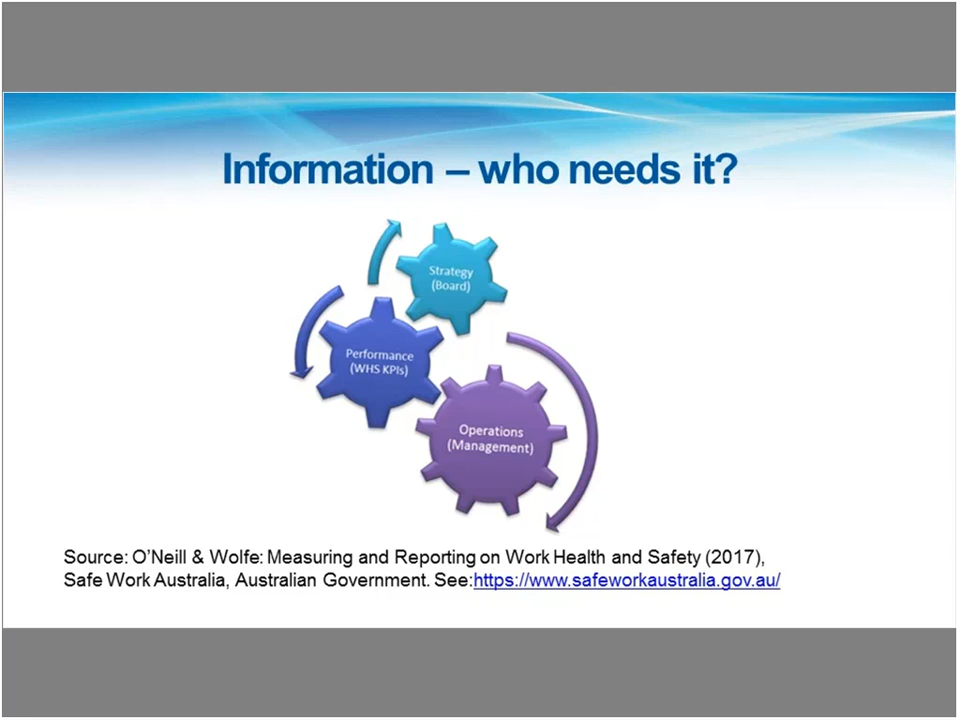 Information – who needs it?
Strategy
(Board)
Performance
(WHS KPIs)
Operations
(Management)
Source: O’Neill & Wolfe: Measuring and Reporting on Work Health and Safety (2017),
Safe Work Australia, Australian Government. See:https://www.safeworkaustralia.gov.au/